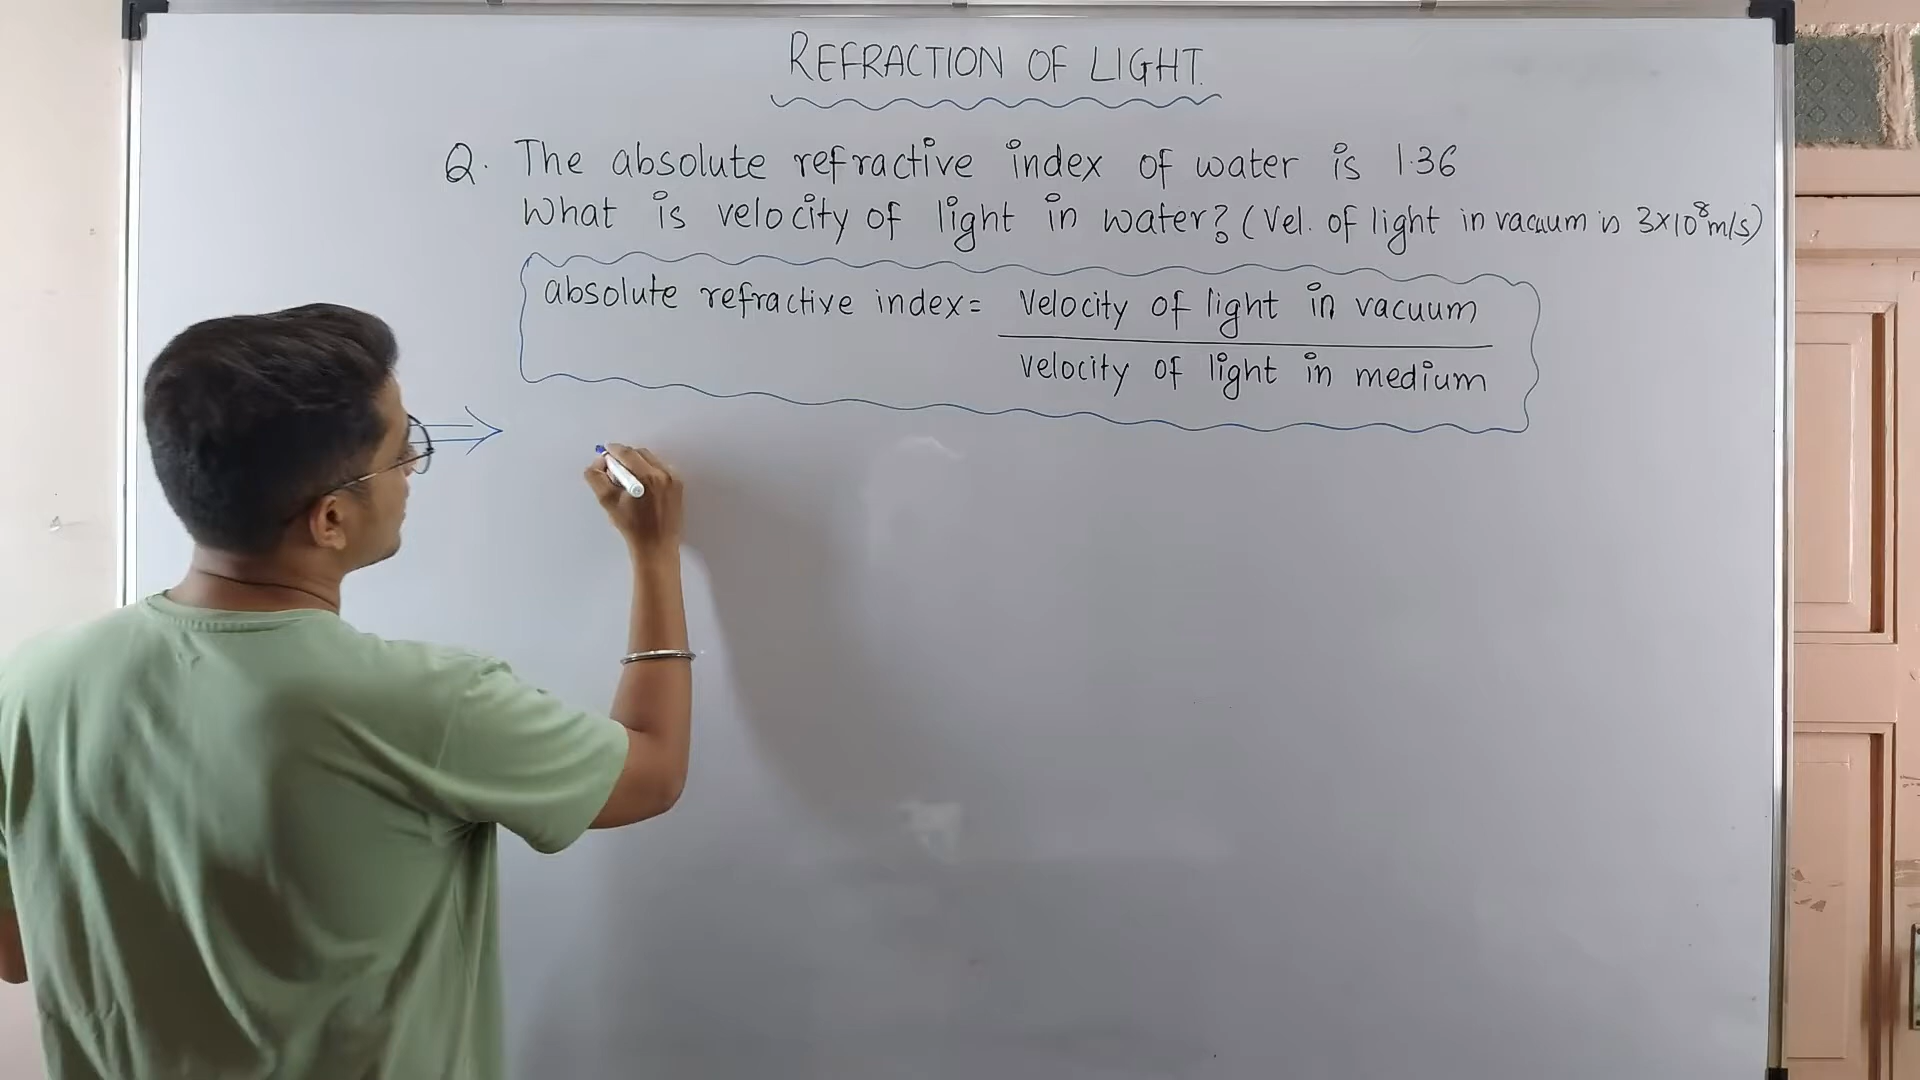 REFRACTION OF LIGHT.
Q. The absolute refractive index of water is 1.36
What is velocity of light in water? (Vel. of light in vacuum is 3×10⁸m/s)
absolute refractive index = Velocity of light in vacuum
velocity of light in medium